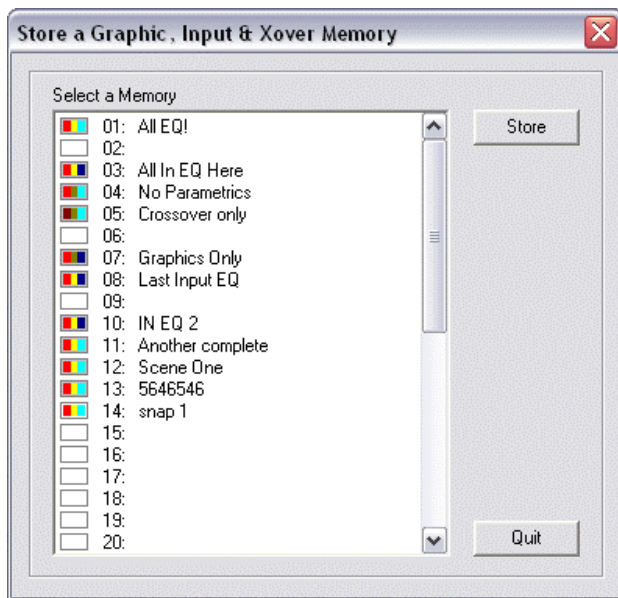 Store a Graphic , Input & Xover Memory
Select a Memory
01: All EQ!
02:
03: All In EQ Here
04: No Parametrics
05: Crossover only
06:
07: Graphics Only
08: Last Input EQ
09:
10: IN EQ 2
11: Another complete
12: Scene One
13: 5646546
14: snap 1
15:
16:
17:
18:
19:
20:
Store
Quit